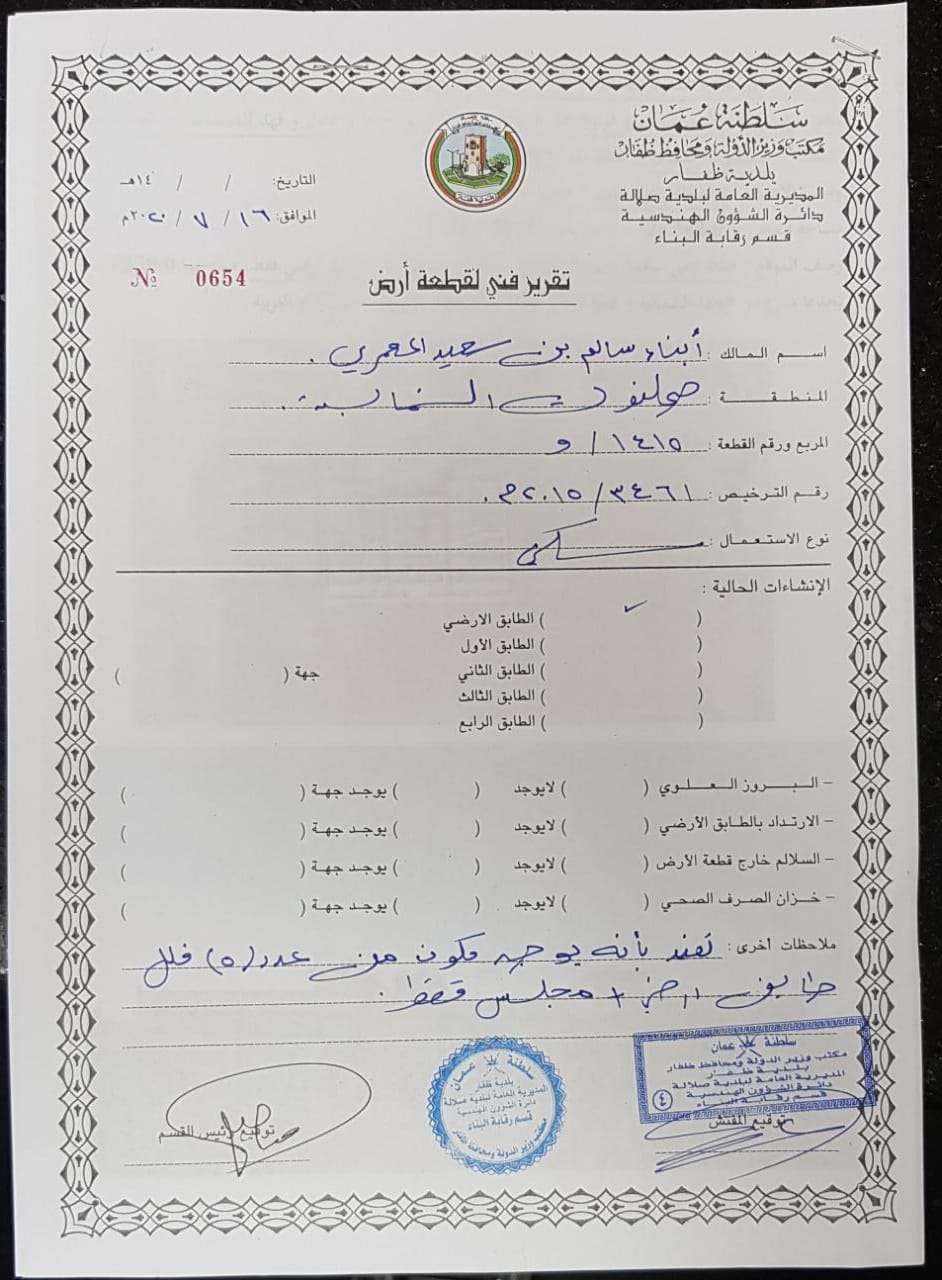 سلطنة عمان
مكتب وزير الدولة ومحافظ ظفار
بلدية ظفار
المديرية العامة لبلدية صلالة
دائرة الشؤون الهندسية
قسم رقابة البناء
التاريخ: / / ١٤هـ
الموافق: ١٦ / ٧ / ٢٠٢٠م
№ 0654
تقرير فني لقطعة أرض
اسم المالك : أبناء سالم بن سعيد المعمري .
المنطقة : صحلنوت الشمالية .
المربع ورقم القطعة : ١٤١٥ / و
رقم الترخيص : ٣٤٦١ / ٢٠١٥م .
نوع الاستعمال : سكني
الإنشاءات الحالية :
( ✓ ) الطابق الارضي
( ) الطابق الأول
( ) الطابق الثاني جهة ( )
( ) الطابق الثالث
( ) الطابق الرابع
- البروز العلوي ( ) لايوجد ( ) يوجد جهة ( )
- الارتداد بالطابق الأرضي ( ) لايوجد ( ) يوجد جهة ( )
- السلالم خارج قطعة الأرض ( ) لايوجد ( ) يوجد جهة ( )
- خزان الصرف الصحي ( ) لايوجد ( ) يوجد جهة ( )
ملاحظات أخرى : نفيد بأنه يوجد مكون من عدد (٥) فلل
طابق ارضي + مجلس فقط .
سلطنة عمان
مكتب وزير الدولة ومحافظ ظفار
بلدية ظفار
المديرية العامة لبلدية صلالة
دائرة الشؤون الهندسية
قسم رقابة البناء
٤
توقيع المفتش
سلطنة عمان
بلدية ظفار
المديرية العامة لبلدية صلالة
دائرة الشؤون الهندسية
قسم رقابة البناء
مكتب وزير الدولة ومحافظ ظفار
توقيع رئيس القسم